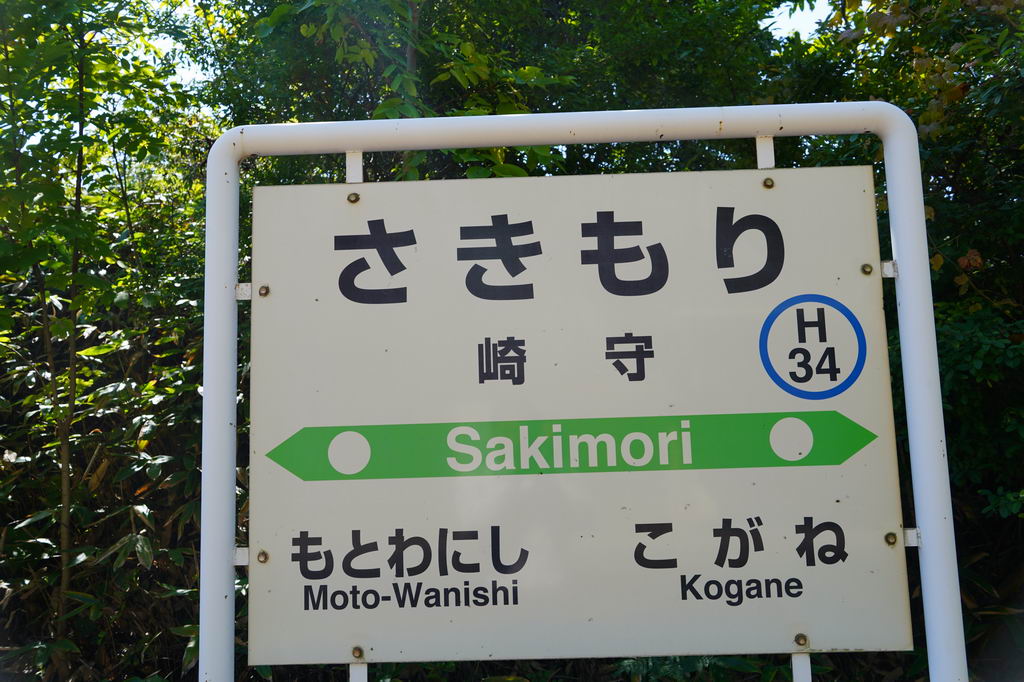 さきもり
崎守
H
34
Sakimori
もとわにし
Moto-Wanishi
こがね
Kogane